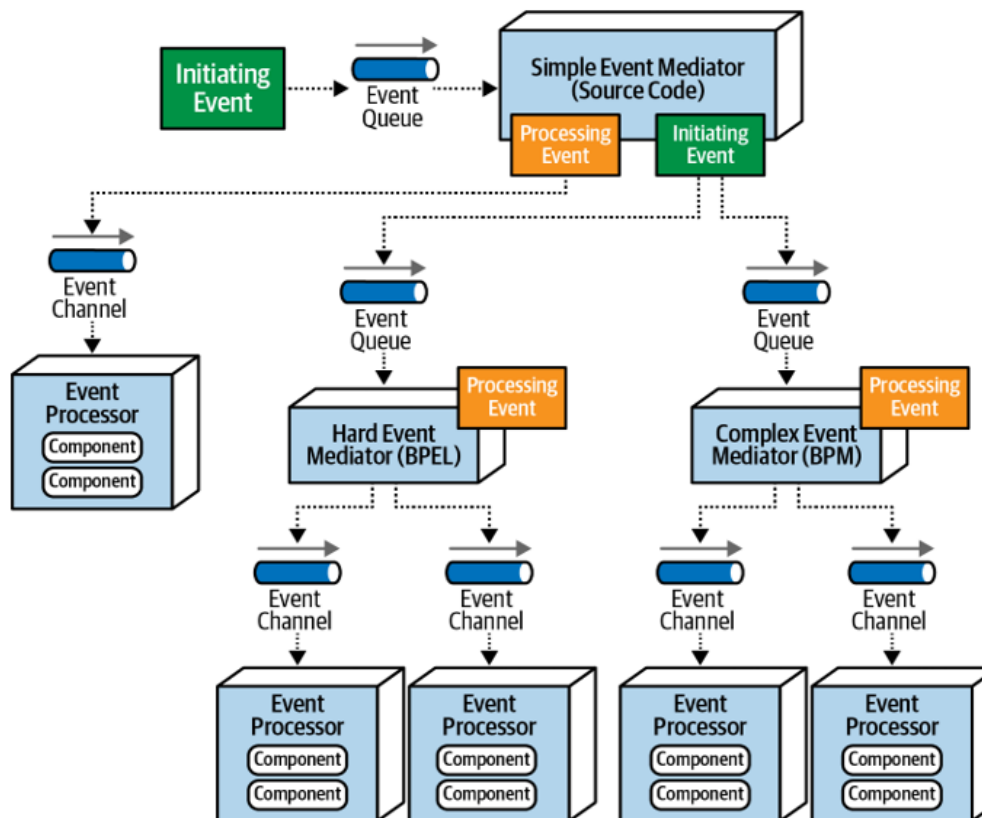 Initiating
Event
Event
Queue
Simple Event Mediator
(Source Code)
Processing
Event
Initiating
Event
Event
Channel
Event
Processor
Component
Component
Event
Queue
Event
Queue
Processing
Event
Hard Event
Mediator (BPEL)
Processing
Event
Complex Event
Mediator (BPM)
Event
Channel
Event
Channel
Event
Channel
Event
Channel
Event
Processor
Component
Component
Event
Processor
Component
Component
Event
Processor
Component
Component
Event
Processor
Component
Component